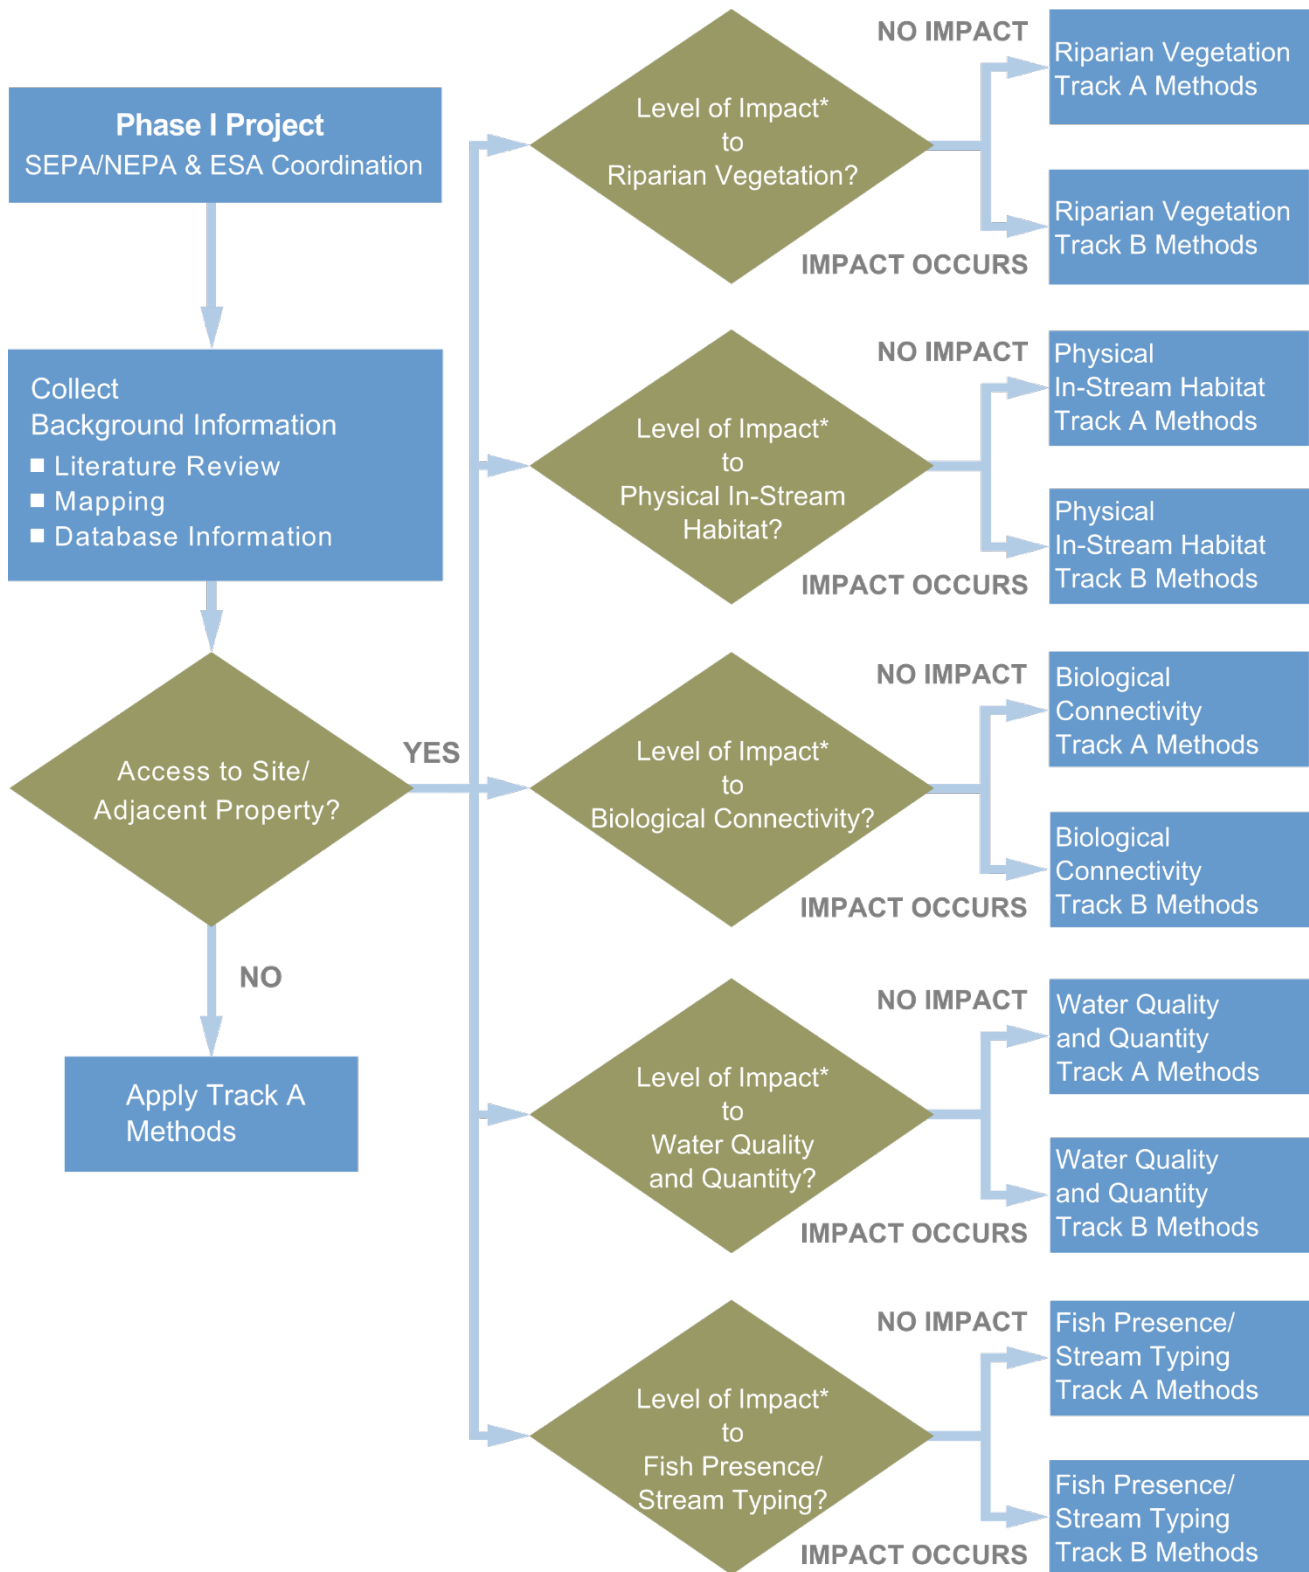 Phase I Project
SEPA/NEPA & ESA Coordination
Collect
Background Information
Literature Review
Mapping
Database Information
Access to Site/
Adjacent Property?
YES
NO
Apply Track A
Methods
Level of Impact*
to
Riparian Vegetation?
NO IMPACT
Riparian Vegetation
Track A Methods
IMPACT OCCURS
Riparian Vegetation
Track B Methods
Level of Impact*
to
Physical In-Stream
Habitat?
NO IMPACT
Physical
In-Stream Habitat
Track A Methods
IMPACT OCCURS
Physical
In-Stream Habitat
Track B Methods
Level of Impact*
to
Biological Connectivity?
NO IMPACT
Biological
Connectivity
Track A Methods
IMPACT OCCURS
Biological
Connectivity
Track B Methods
Level of Impact*
to
Water Quality
and Quantity?
NO IMPACT
Water Quality
and Quantity
Track A Methods
IMPACT OCCURS
Water Quality
and Quantity
Track B Methods
Level of Impact*
to
Fish Presence/
Stream Typing?
NO IMPACT
Fish Presence/
Stream Typing
Track A Methods
IMPACT OCCURS
Fish Presence/
Stream Typing
Track B Methods